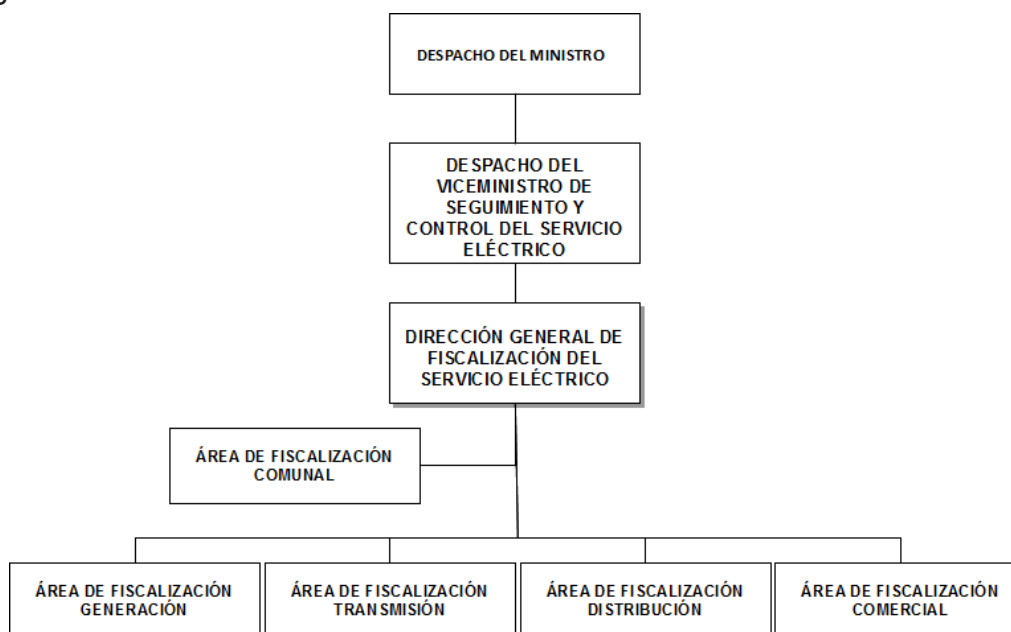 DESPACHO DEL MINISTRO
DESPACHO DEL
VICEMINISTRO DE
SEGUIMIENTO Y
CONTROL DEL SERVICIO
ELÉCTRICO
DIRECCIÓN GENERAL DE
FISCALIZACIÓN DEL
SERVICIO ELÉCTRICO
ÁREA DE FISCALIZACIÓN
COMUNAL
ÁREA DE FISCALIZACIÓN
GENERACIÓN
ÁREA DE FISCALIZACIÓN
TRANSMISIÓN
ÁREA DE FISCALIZACIÓN
DISTRIBUCIÓN
ÁREA DE FISCALIZACIÓN
COMERCIAL